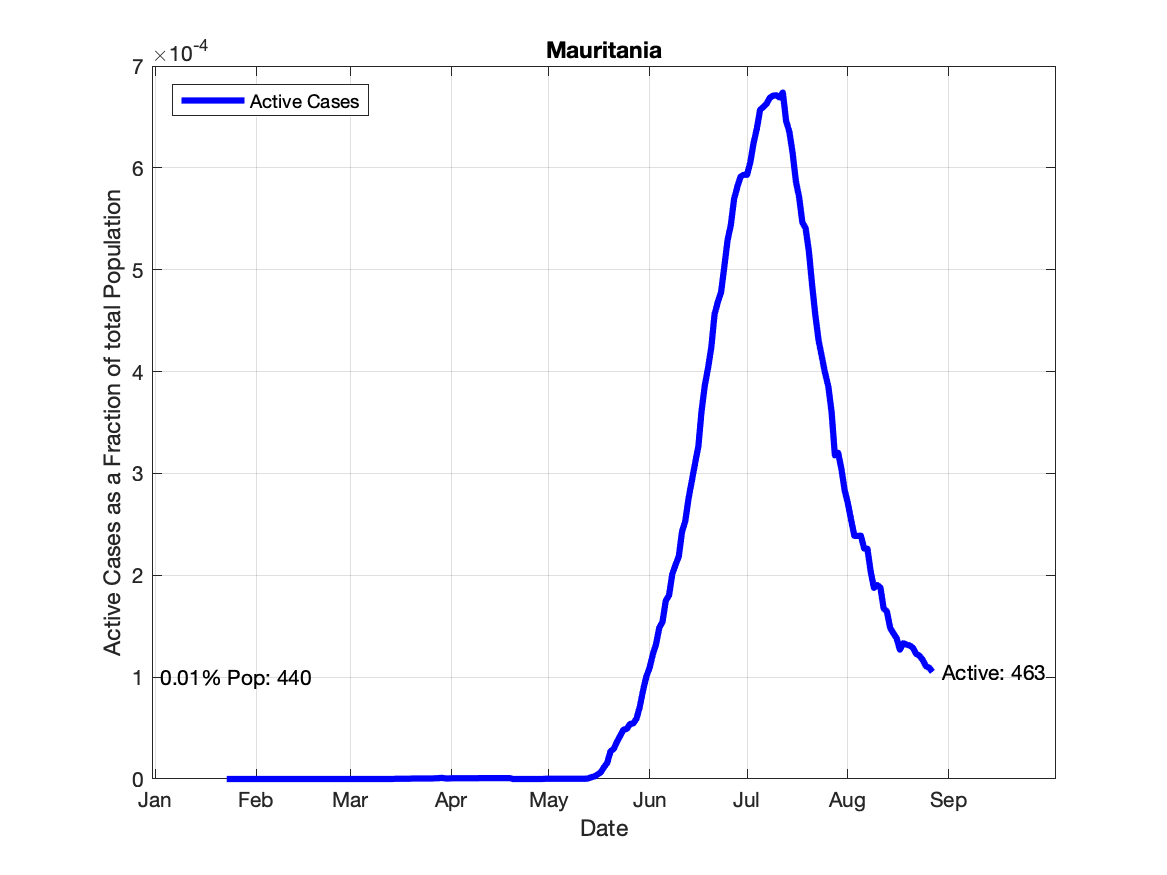 Mauritania
×10-4
Active Cases
7
6
5
4
3
2
1
0
Active Cases as a Fraction of total Population
0.01% Pop: 440
Active: 463
Jan Feb Mar Apr May Jun Jul Aug Sep
Date